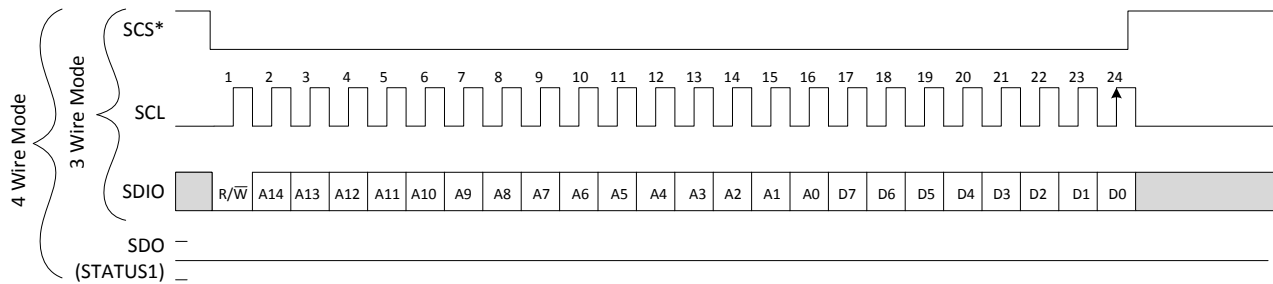 4 Wire Mode
3 Wire Mode
SCS*
1 2 3 4 5 6 7 8 9 10 11 12 13 14 15 16 17 18 19 20 21 22 23 24
SCL
SDIO R/W̅ A14 A13 A12 A11 A10 A9 A8 A7 A6 A5 A4 A3 A2 A1 A0 D7 D6 D5 D4 D3 D2 D1 D0
SDO
(STATUS1)